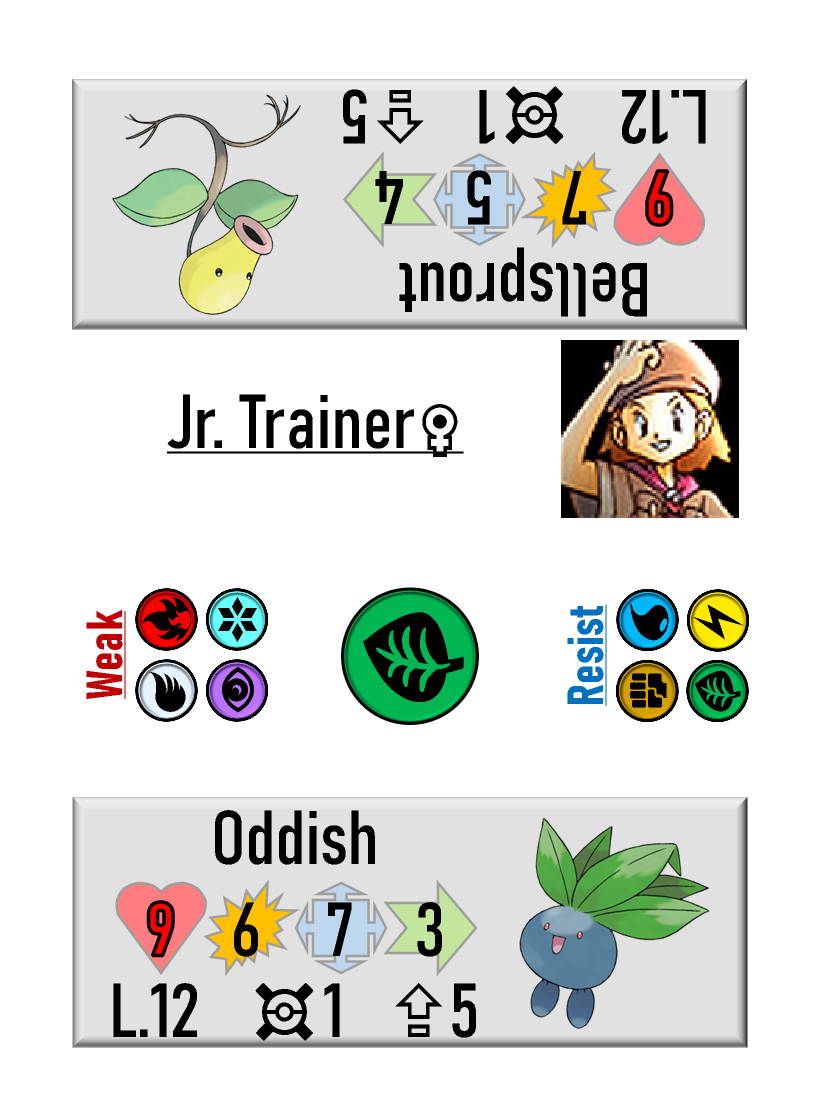 Bellsprout
9 7 5 4
L.12 1 5
Jr. Trainer♀
Weak
Resist
Oddish
9 6 7 3
L.12 1 5